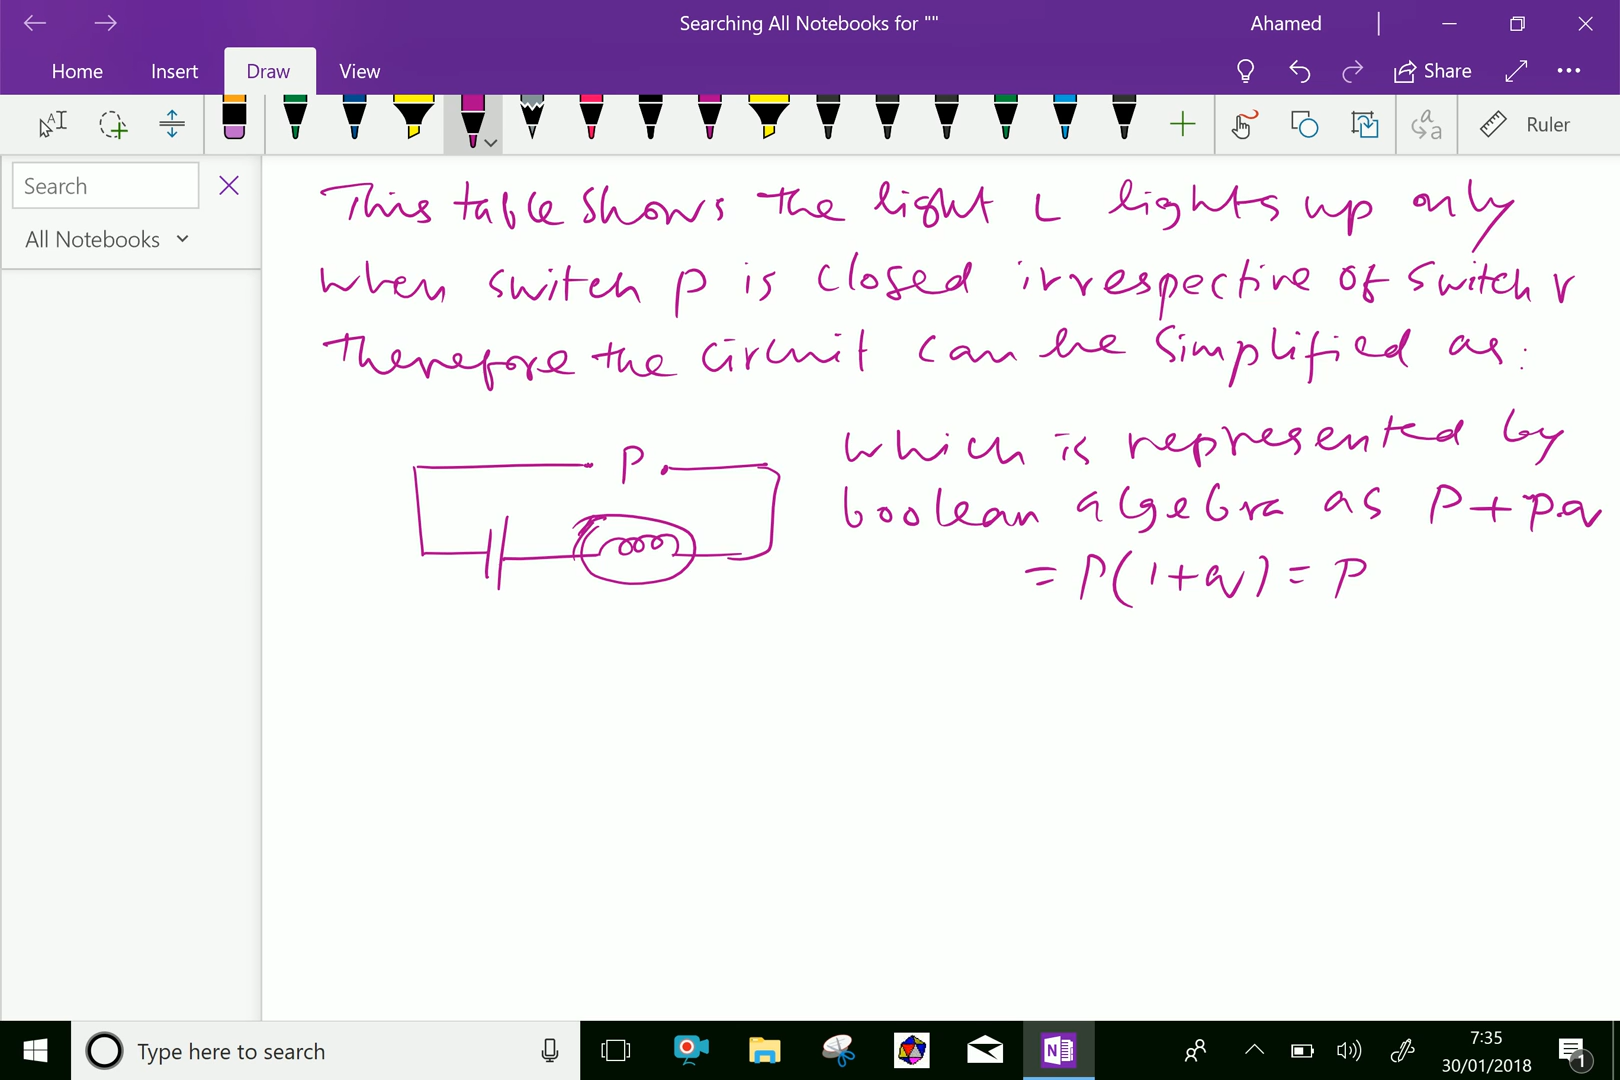 Searching All Notebooks for ""
Ahamed
Home Insert Draw View
Share
Ruler
Search
All Notebooks
This table shows the light L lights up only
when switch p is closed irrespective of switch r
therefore the circuit can be simplified as:
which is represented by
boolean algebra as P+pq
= P(1+q) = P
P
Type here to search
7:35
30/01/2018
1